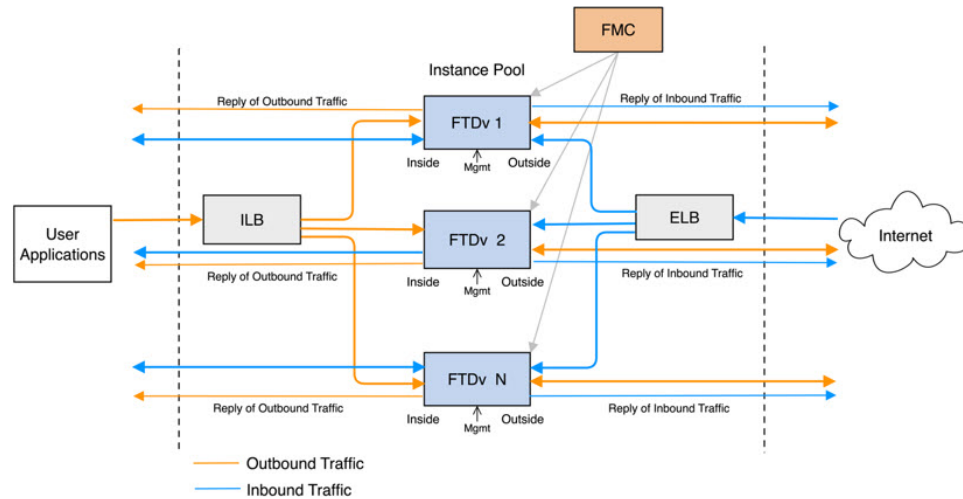 FMC
Instance Pool
Reply of Outbound Traffic
FTDv 1
Reply of Inbound Traffic
Inside
Mgmt
Outside
User
Applications
ILB
FTDv 2
ELB
Internet
Reply of Outbound Traffic
Reply of Inbound Traffic
Inside
Mgmt
Outside
FTDv N
Reply of Outbound Traffic
Inside
Mgmt
Outside
Reply of Inbound Traffic
Outbound Traffic
Inbound Traffic